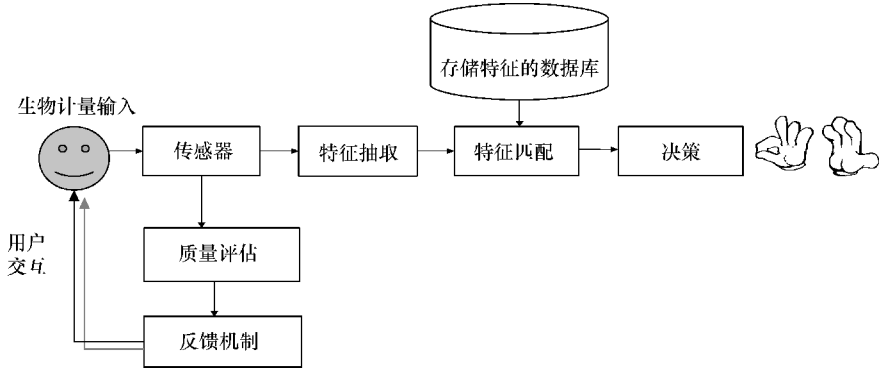 存储特征的数据库
生物计量输入
传感器
特征抽取
特征匹配
决策
用户
交互
质量评估
反馈机制